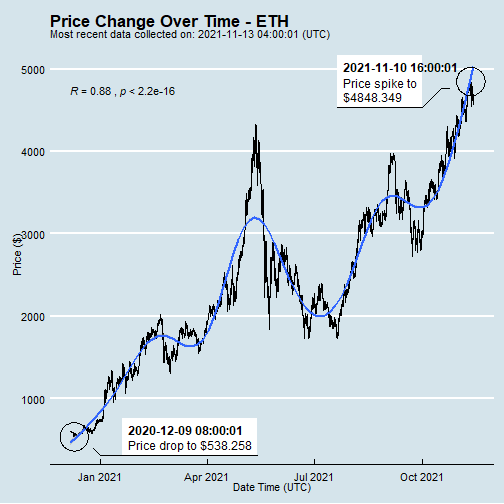 Price Change Over Time - ETH
Most recent data collected on: 2021-11-13 04:00:01 (UTC)
2021-11-10 16:00:01
Price spike to
$4848.349
R = 0.88 , p < 2.2e-16
5000
4000
3000
2000
1000
Price ($)
2020-12-09 08:00:01
Price drop to $538.258
Jan 2021
Apr 2021
Jul 2021
Oct 2021
Date Time (UTC)